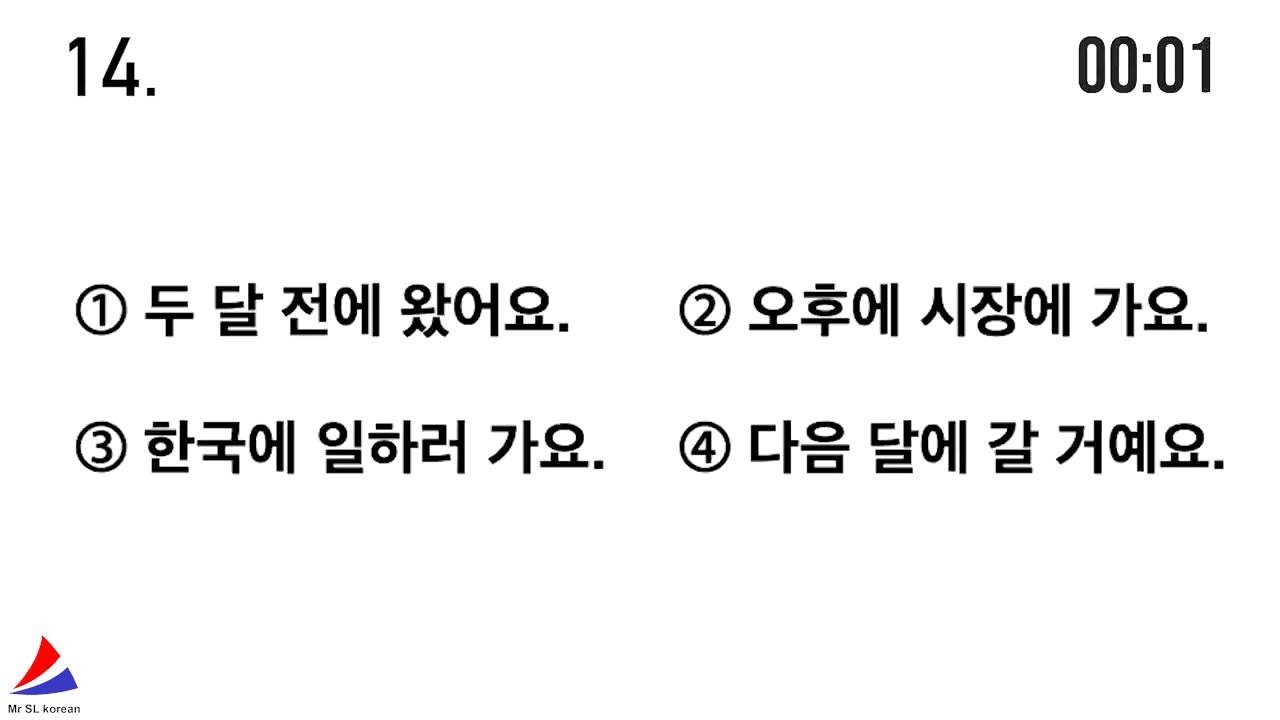 14.
00:01
① 두 달 전에 왔어요.
② 오후에 시장에 가요.
③ 한국에 일하러 가요.
④ 다음 달에 갈 거예요.
Mr SL korean